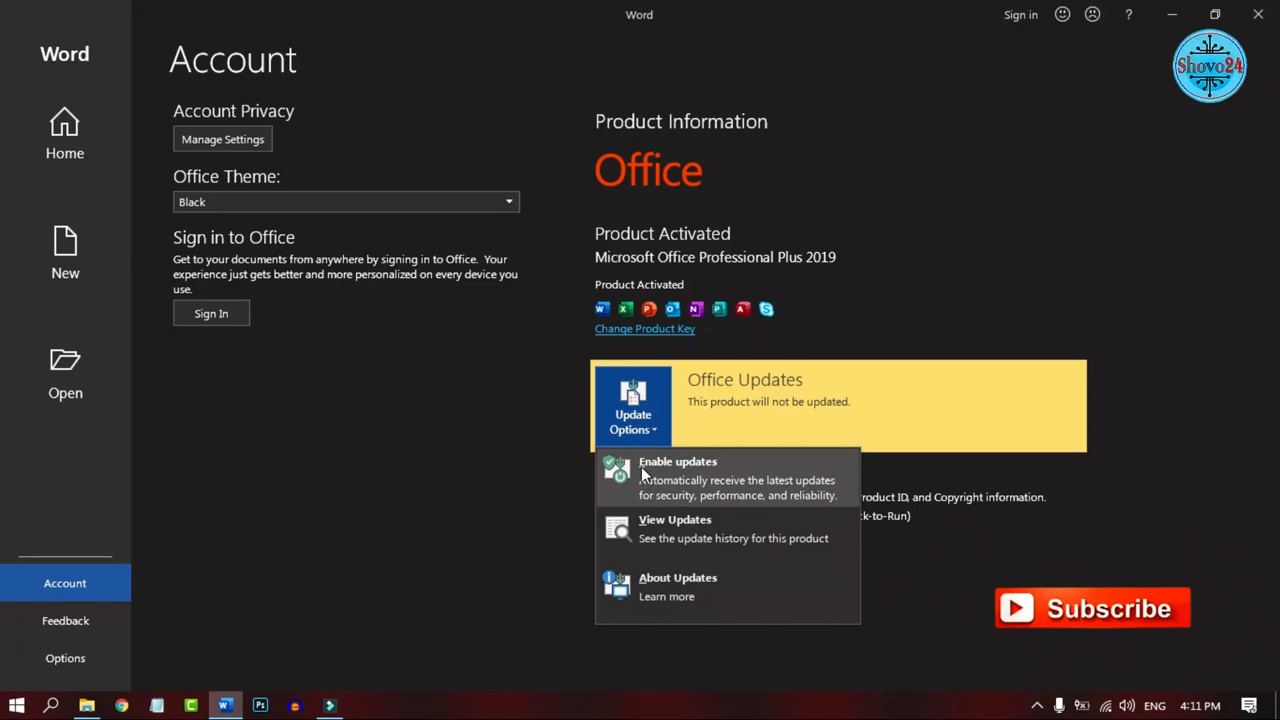 Word
Sign in
?
Shovo24
Word
Home
New
Open
Account
Feedback
Options
Account
Account Privacy
Manage Settings
Office Theme:
Black
Sign in to Office
Get to your documents from anywhere by signing in to Office. Your
experience just gets better and more personalized on every device you
use.
Sign In
Product Information
Office
Product Activated
Microsoft Office Professional Plus 2019
Product Activated
Change Product Key
Update
Options
Office Updates
This product will not be updated.
Enable updates
Automatically receive the latest updates
for security, performance, and reliability.
View Updates
See the update history for this product
About Updates
Learn more
roduct ID, and Copyright information.
ck-to-Run)
Subscribe
ENG
4:11 PM